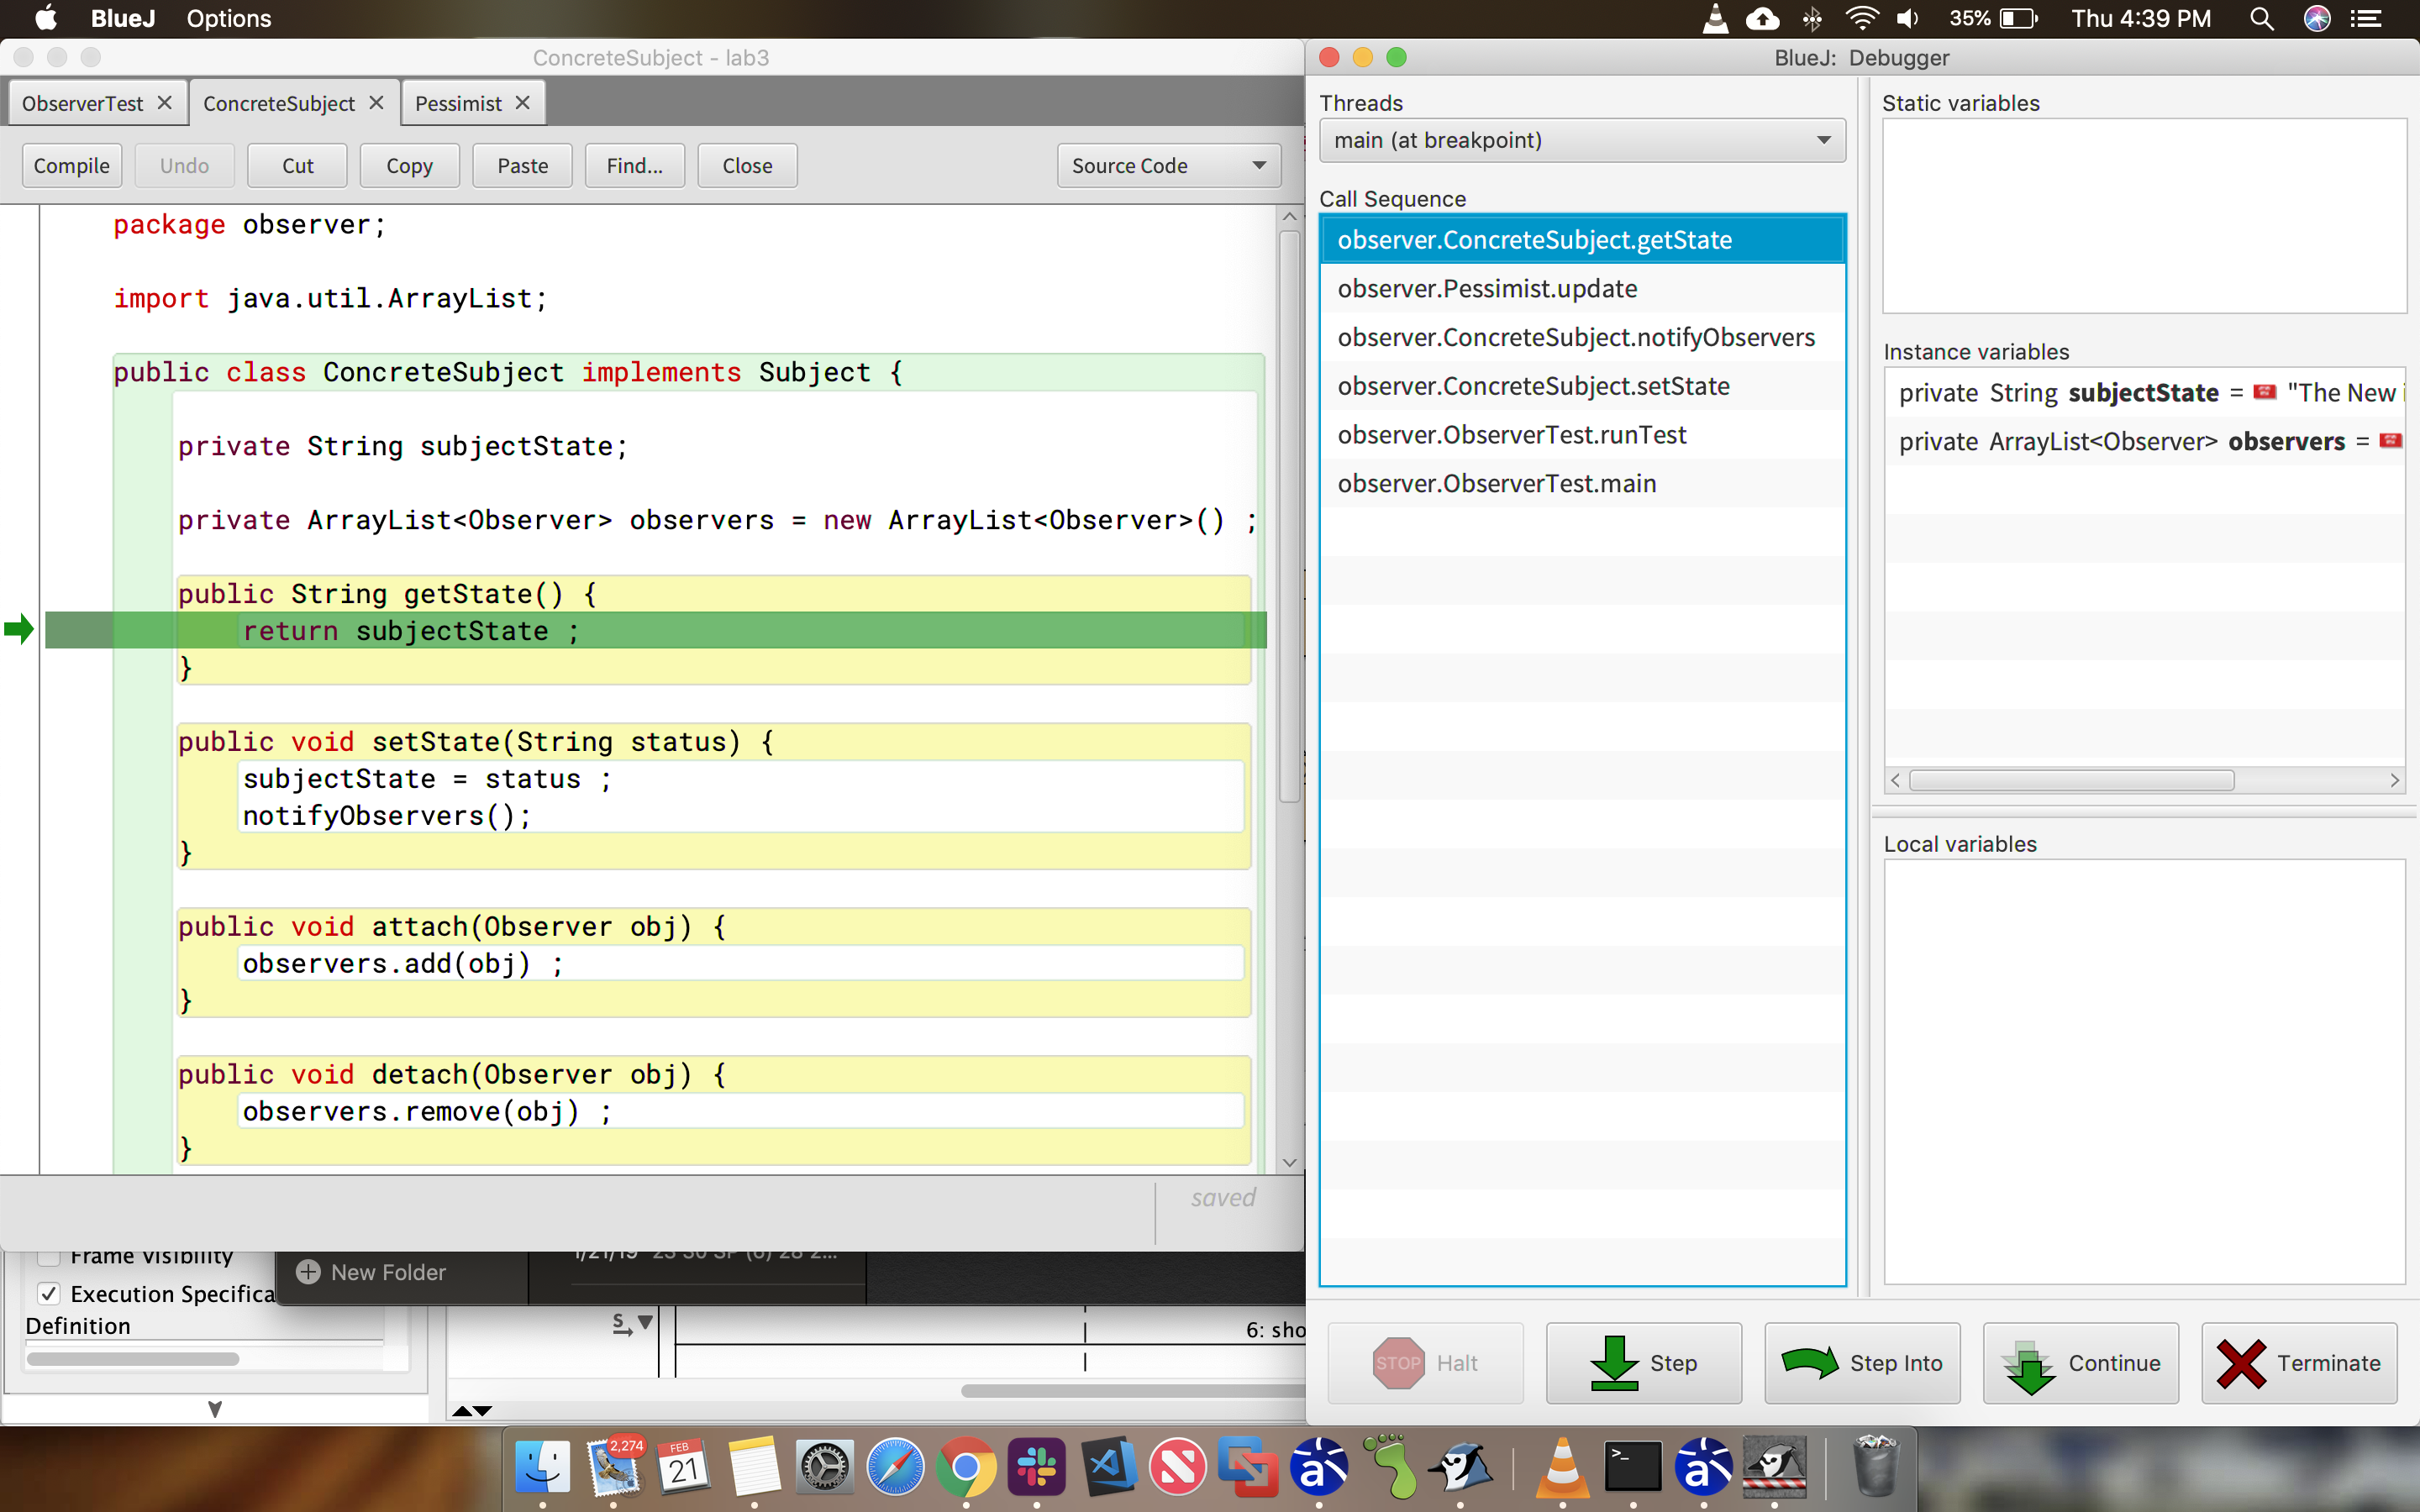 BlueJ Options 35% Thu 4:39 PM
ConcreteSubject - lab3
ObserverTest ConcreteSubject Pessimist
Compile Undo Cut Copy Paste Find... Close Source Code
package observer;
import java.util.ArrayList;
public class ConcreteSubject implements Subject {
private String subjectState;
private ArrayList<Observer> observers = new ArrayList<Observer>() ;
public String getState() {
return subjectState ;
}
public void setState(String status) {
subjectState = status ;
notifyObservers();
}
public void attach(Observer obj) {
observers.add(obj) ;
}
public void detach(Observer obj) {
observers.remove(obj) ;
}
saved
BlueJ: Debugger
Threads
main (at breakpoint)
Call Sequence
observer.ConcreteSubject.getState
observer.Pessimist.update
observer.ConcreteSubject.notifyObservers
observer.ConcreteSubject.setState
observer.ObserverTest.runTest
observer.ObserverTest.main
Static variables
Instance variables
private String subjectState = "The New
private ArrayList<Observer> observers =
Local variables
STOP Halt
Step
Step Into
Continue
Terminate
Frame Visibility
Execution Specifica
Definition
New Folder
S
6: sho
2,274
FEB
21